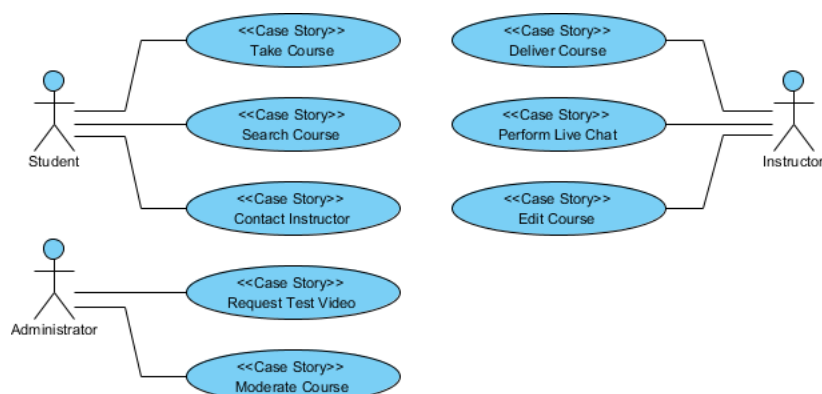 <<Case Story>>
Take Course
<<Case Story>>
Deliver Course
<<Case Story>>
Search Course
<<Case Story>>
Perform Live Chat
Student
Instructor
<<Case Story>>
Contact Instructor
<<Case Story>>
Edit Course
<<Case Story>>
Request Test Video
Administrator
<<Case Story>>
Moderate Course